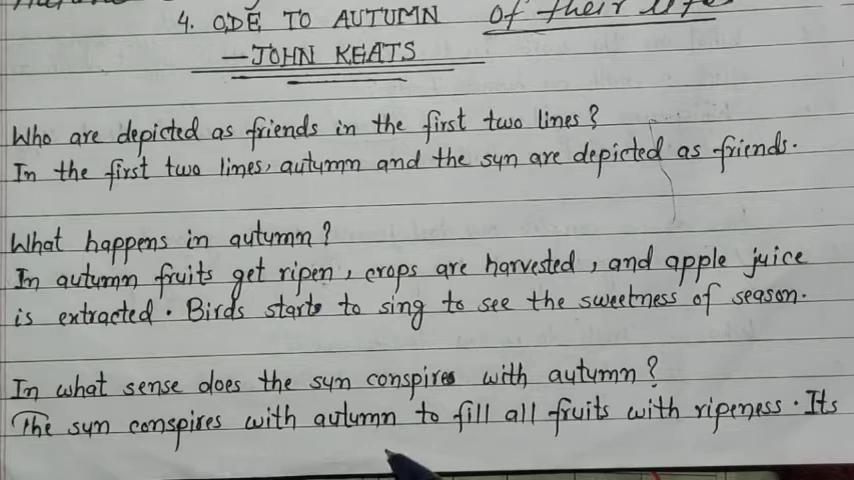 4. ODE TO AUTUMN of their life
— JOHN KEATS
Who are depicted as friends in the first two lines?
In the first two lines, autumn and the sun are depicted as friends.
What happens in autumn?
In autumn fruits get ripen, crops are harvested, and apple juice
is extracted. Birds starts to sing to see the sweetness of season.
In what sense does the sun conspires with autumn?
The sun conspires with autumn to fill all fruits with ripeness. Its